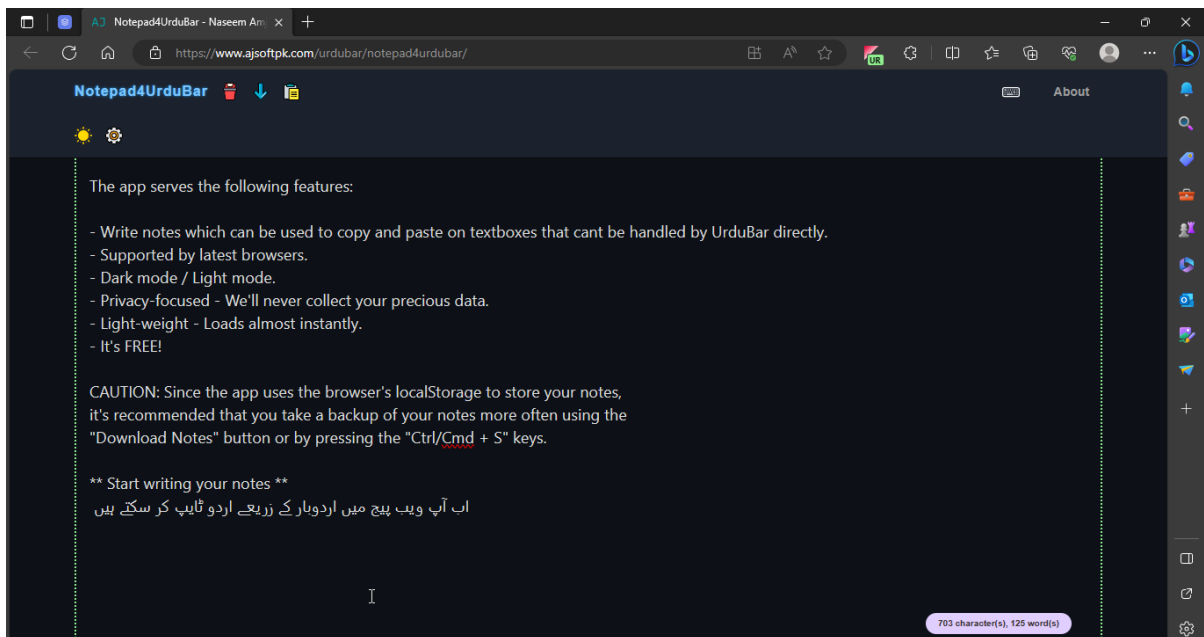 Notepad4UrduBar - Naseem Am
https://www.ajsoftpk.com/urdubar/notepad4urdubar/
UR
Notepad4UrduBar
About
The app serves the following features:
- Write notes which can be used to copy and paste on textboxes that cant be handled by UrduBar directly.
- Supported by latest browsers.
- Dark mode / Light mode.
- Privacy-focused - We'll never collect your precious data.
- Light-weight - Loads almost instantly.
- It's FREE!
CAUTION: Since the app uses the browser's localStorage to store your notes,
it's recommended that you take a backup of your notes more often using the
"Download Notes" button or by pressing the "Ctrl/Cmd + S" keys.
** Start writing your notes **
اب آپ ویب پیج میں اردوبار کے زریعے اردو ٹایپ کر سکتے ہیں
703 character(s), 125 word(s)